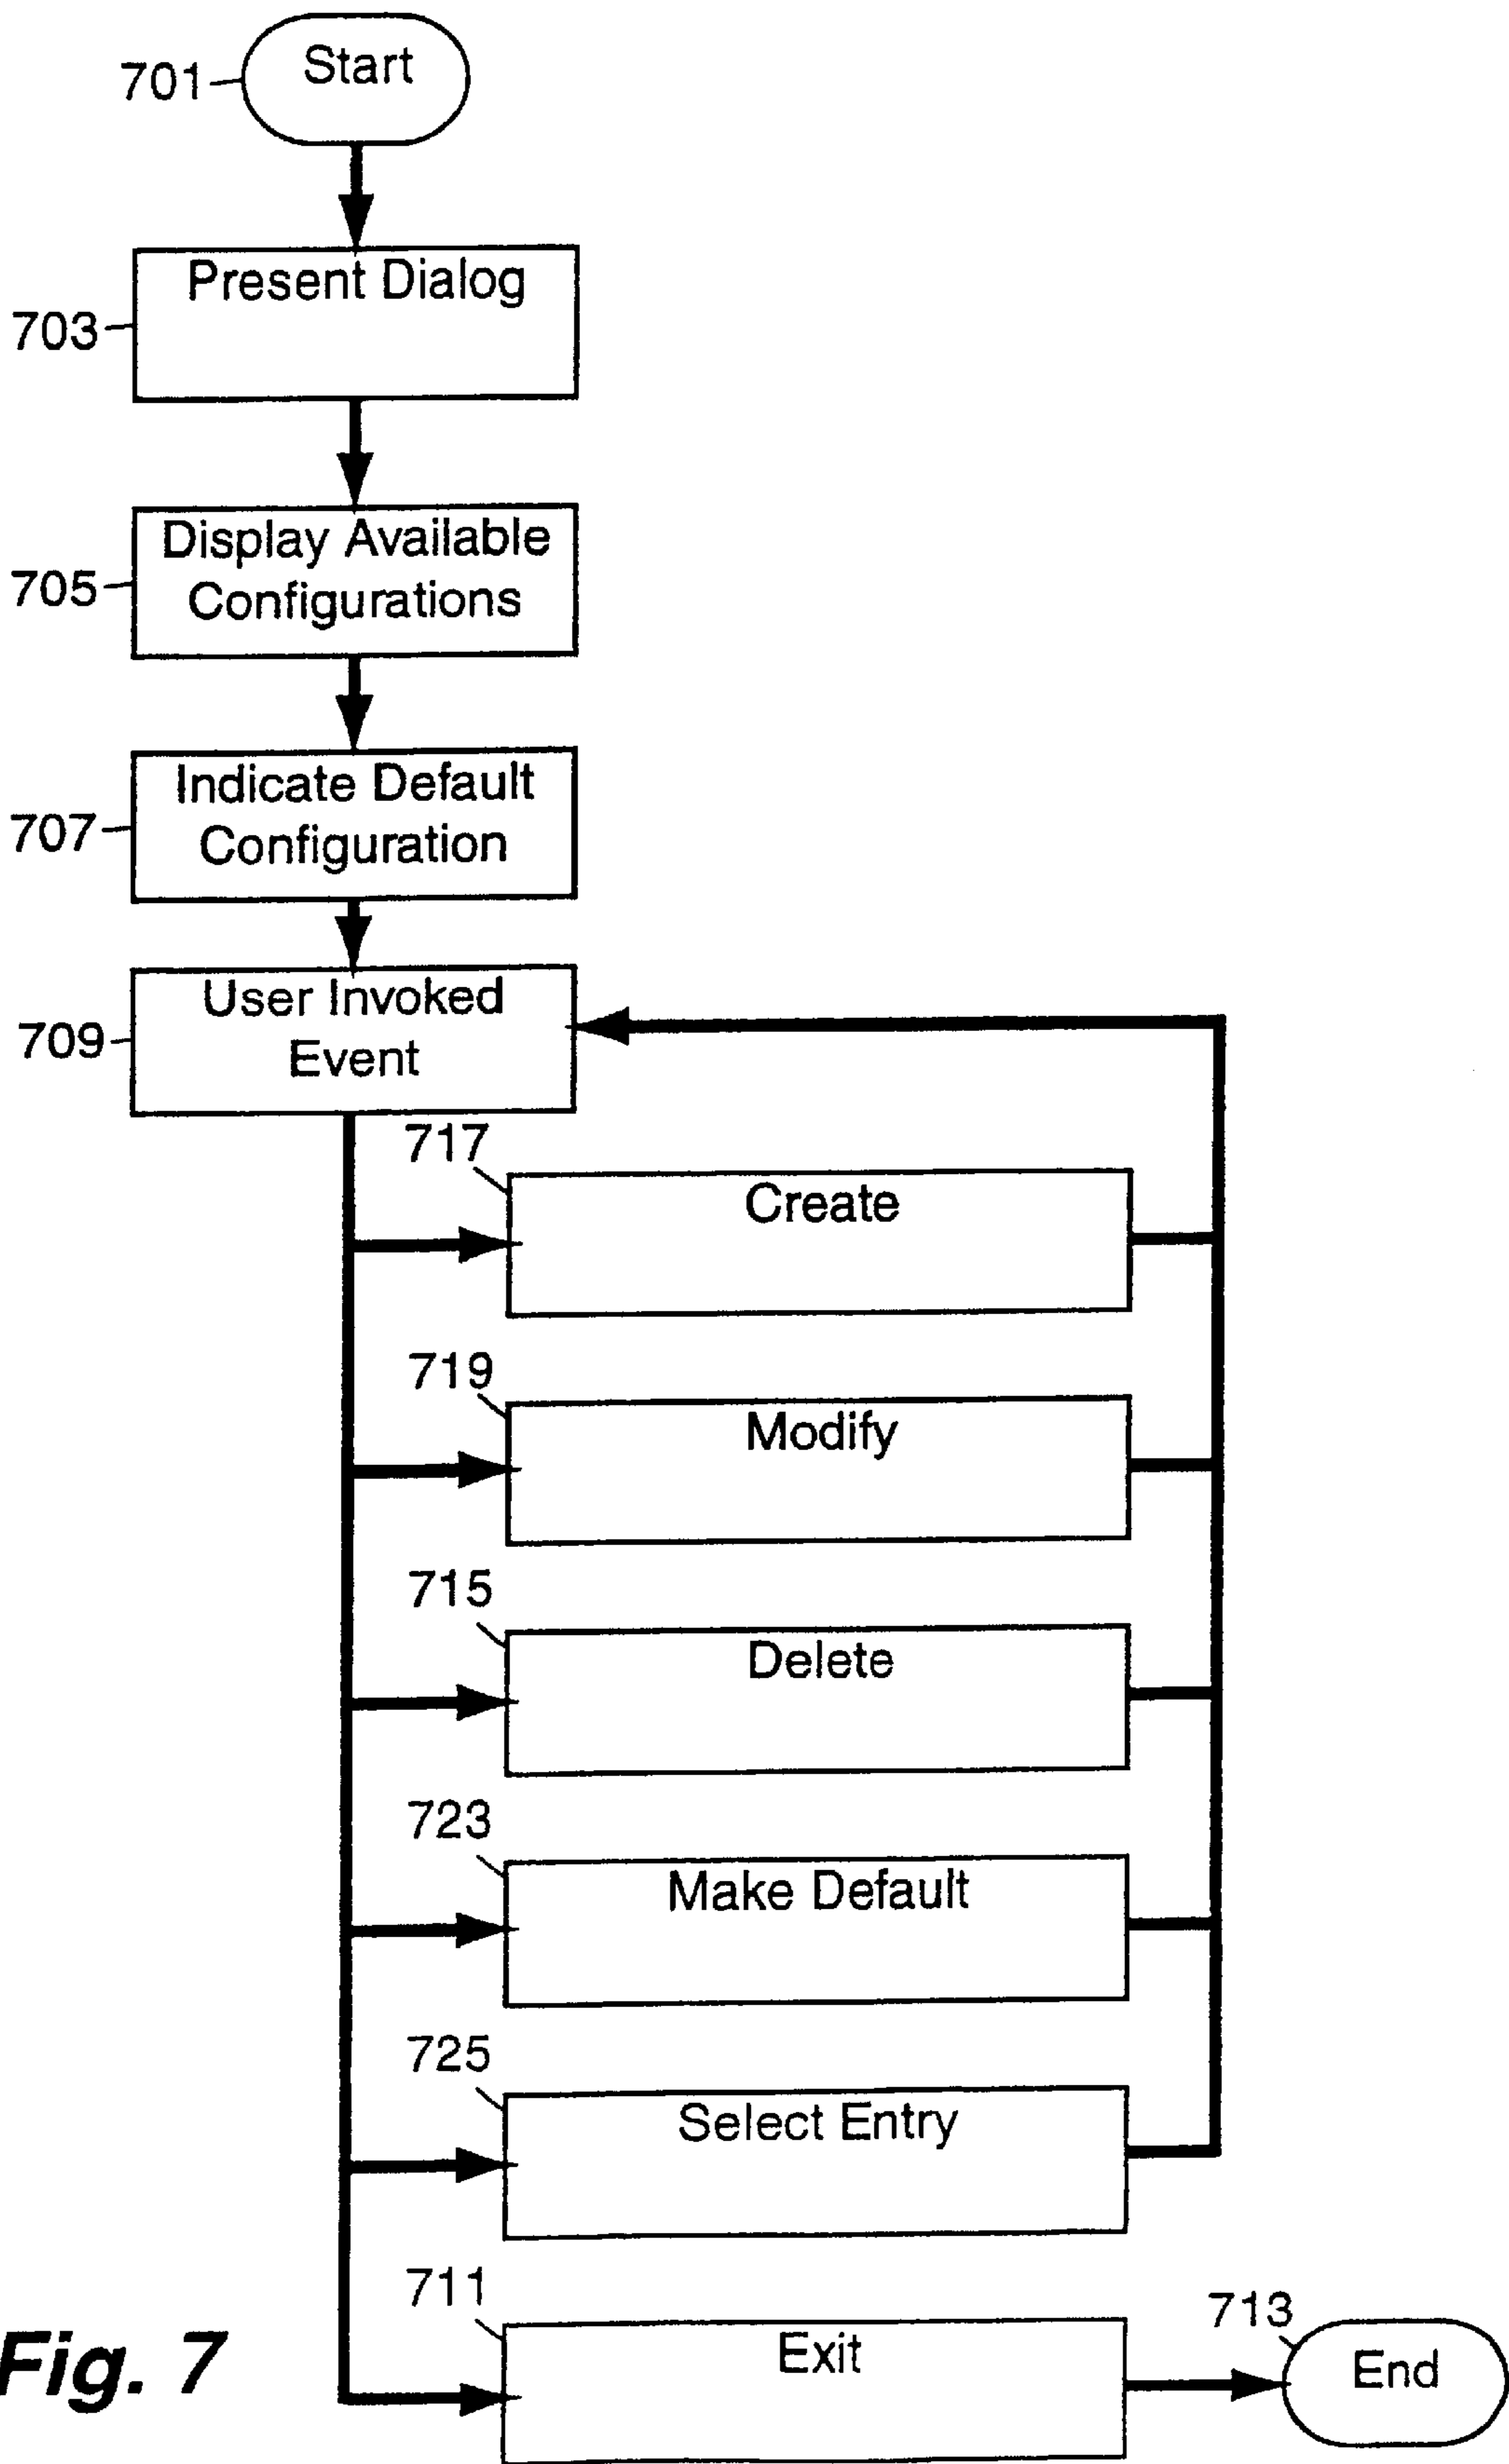 701
Start
703
Present Dialog
705
Display Available
Configurations
707
Indicate Default
Configuration
709
User Invoked
Event
717
Create
719
Modify
715
Delete
723
Make Default
725
Select Entry
711
Exit
713
End
Fig. 7